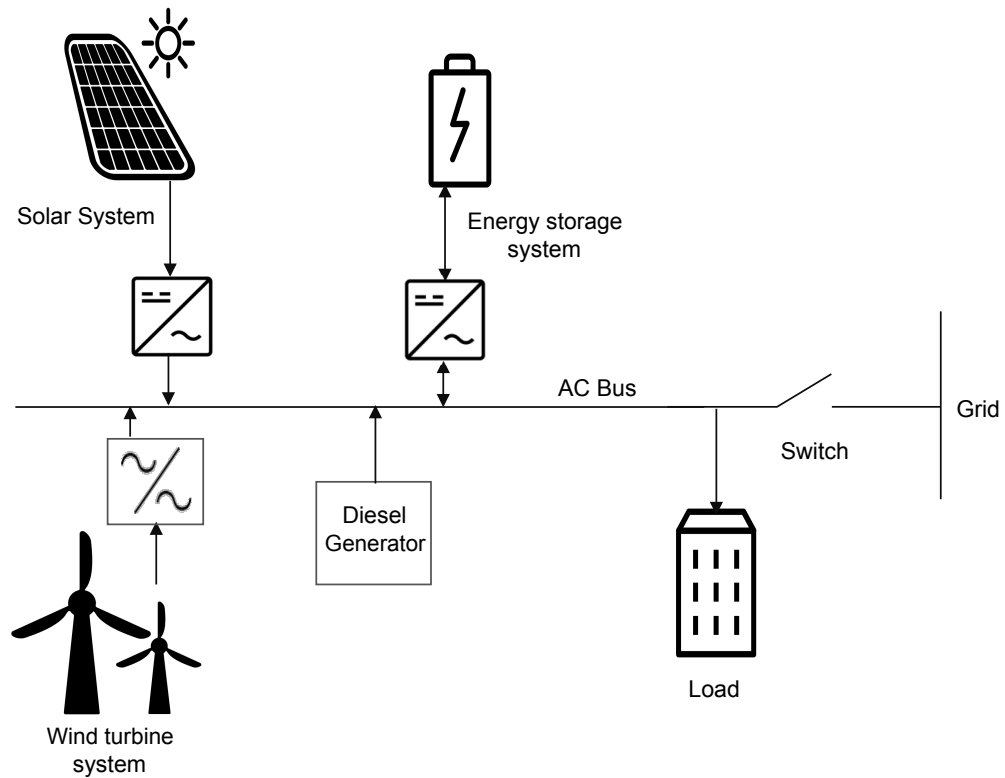 Solar System
Energy storage
system
AC Bus
Grid
Switch
Diesel
Generator
Load
Wind turbine
system